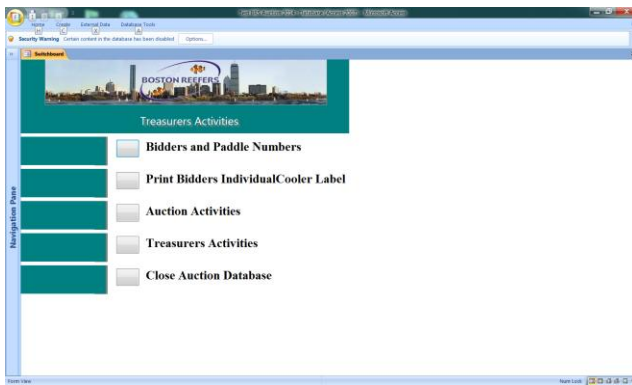 Home Create External Data Database Tools
Security Warning Certain content in the database has been disabled Options...
Switchboard
BOSTON REEFERS
Treasurers Activities
Bidders and Paddle Numbers
Print Bidders IndividualCooler Label
Auction Activities
Treasurers Activities
Close Auction Database
Navigation Pane
Form View
Num Lock